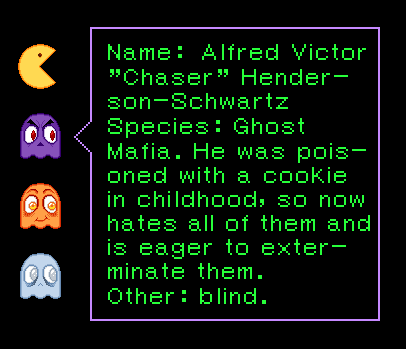 Name: Alfred Victor
"Chaser" Hender-
son-Schwartz
Species: Ghost
Mafia. He was pois-
oned with a cookie
in childhood, so now
hates all of them and
is eager to exter-
minate them.
Other: blind.